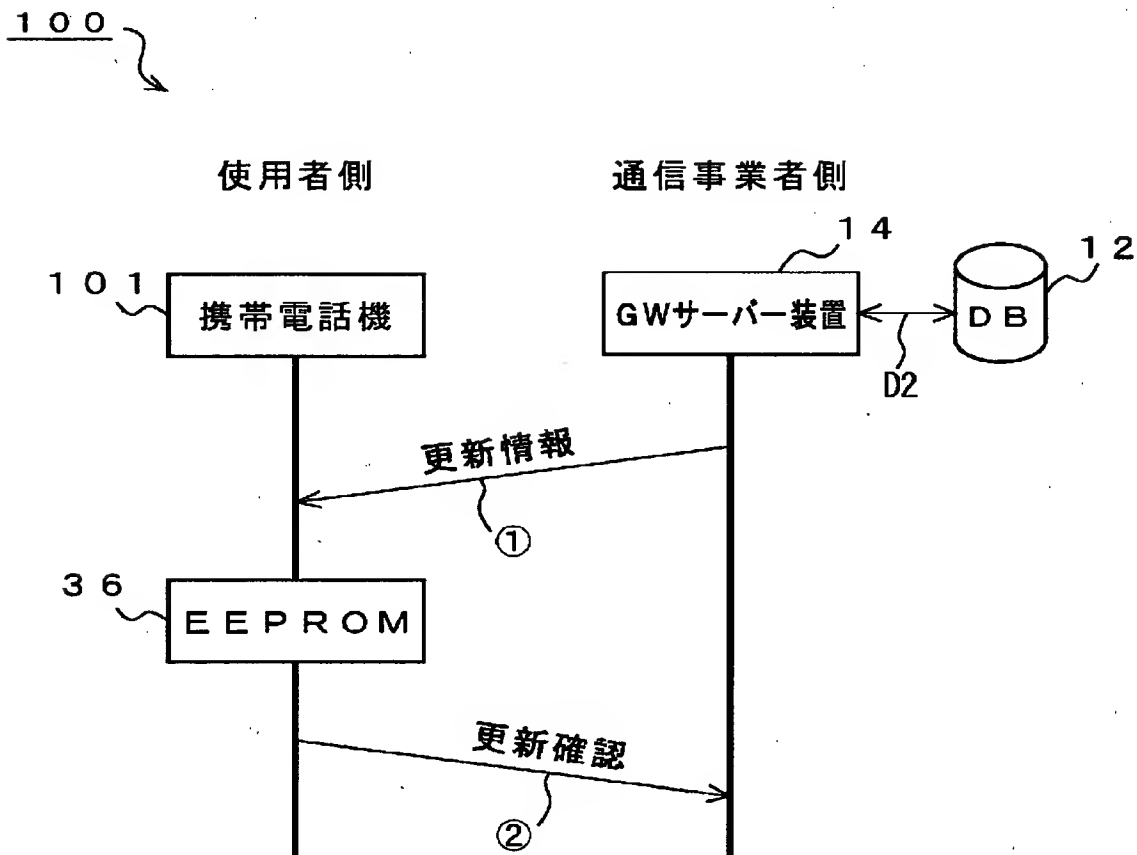 １００
使用者側
通信事業者側
１４
１２
１０１
携帯電話機
GWサーバー装置
ＤＢ
D2
更新情報
①
３６
ＥＥＰＲＯＭ
更新確認
②